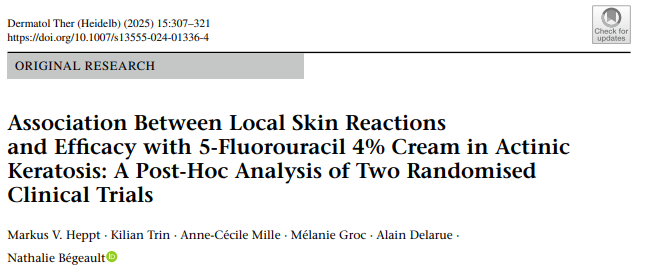 Dermatol Ther (Heidelb) (2025) 15:307–321
https://doi.org/10.1007/s13555-024-01336-4
Check for
updates
ORIGINAL RESEARCH
Association Between Local Skin Reactions
and Efficacy with 5-Fluorouracil 4% Cream in Actinic
Keratosis: A Post-Hoc Analysis of Two Randomised
Clinical Trials
Markus V. Heppt · Kilian Trin · Anne-Cécile Mille · Mélanie Groc · Alain Delarue ·
Nathalie Bégeault iD